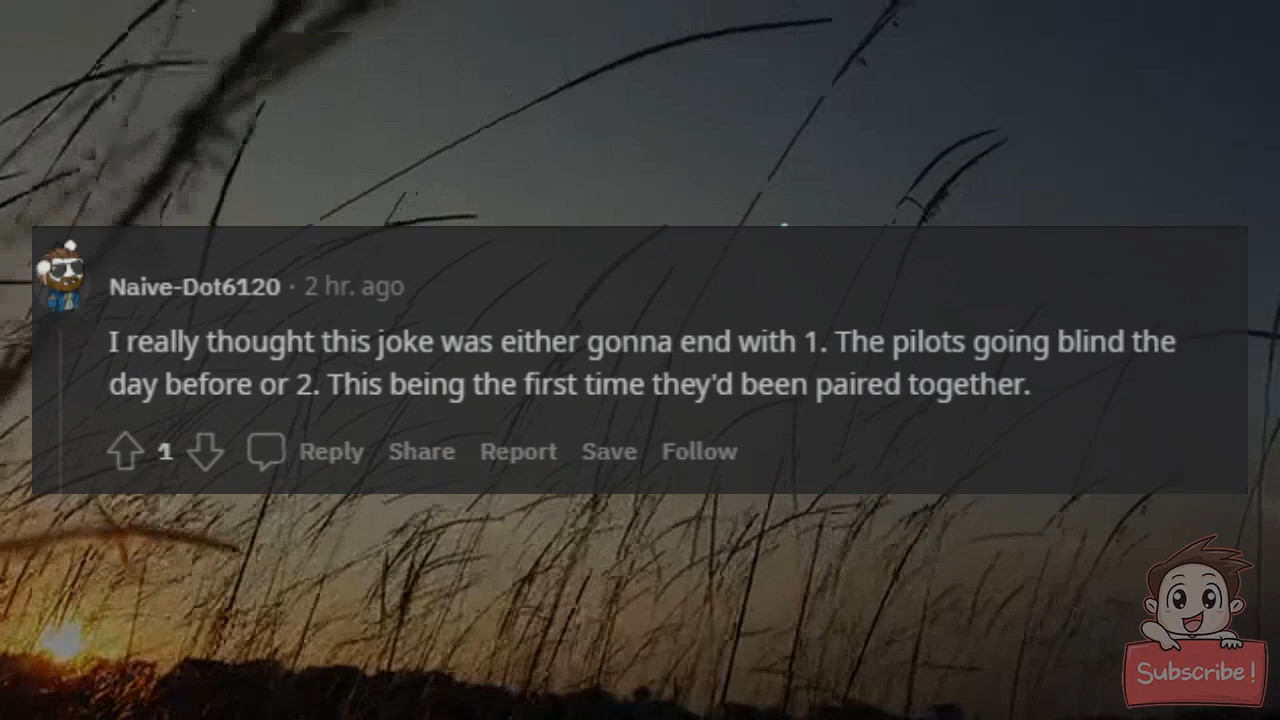 Naive-Dot6120 · 2 hr. ago
I really thought this joke was either gonna end with 1. The pilots going blind the
day before or 2. This being the first time they'd been paired together.
1 Reply Share Report Save Follow
Subscribe!